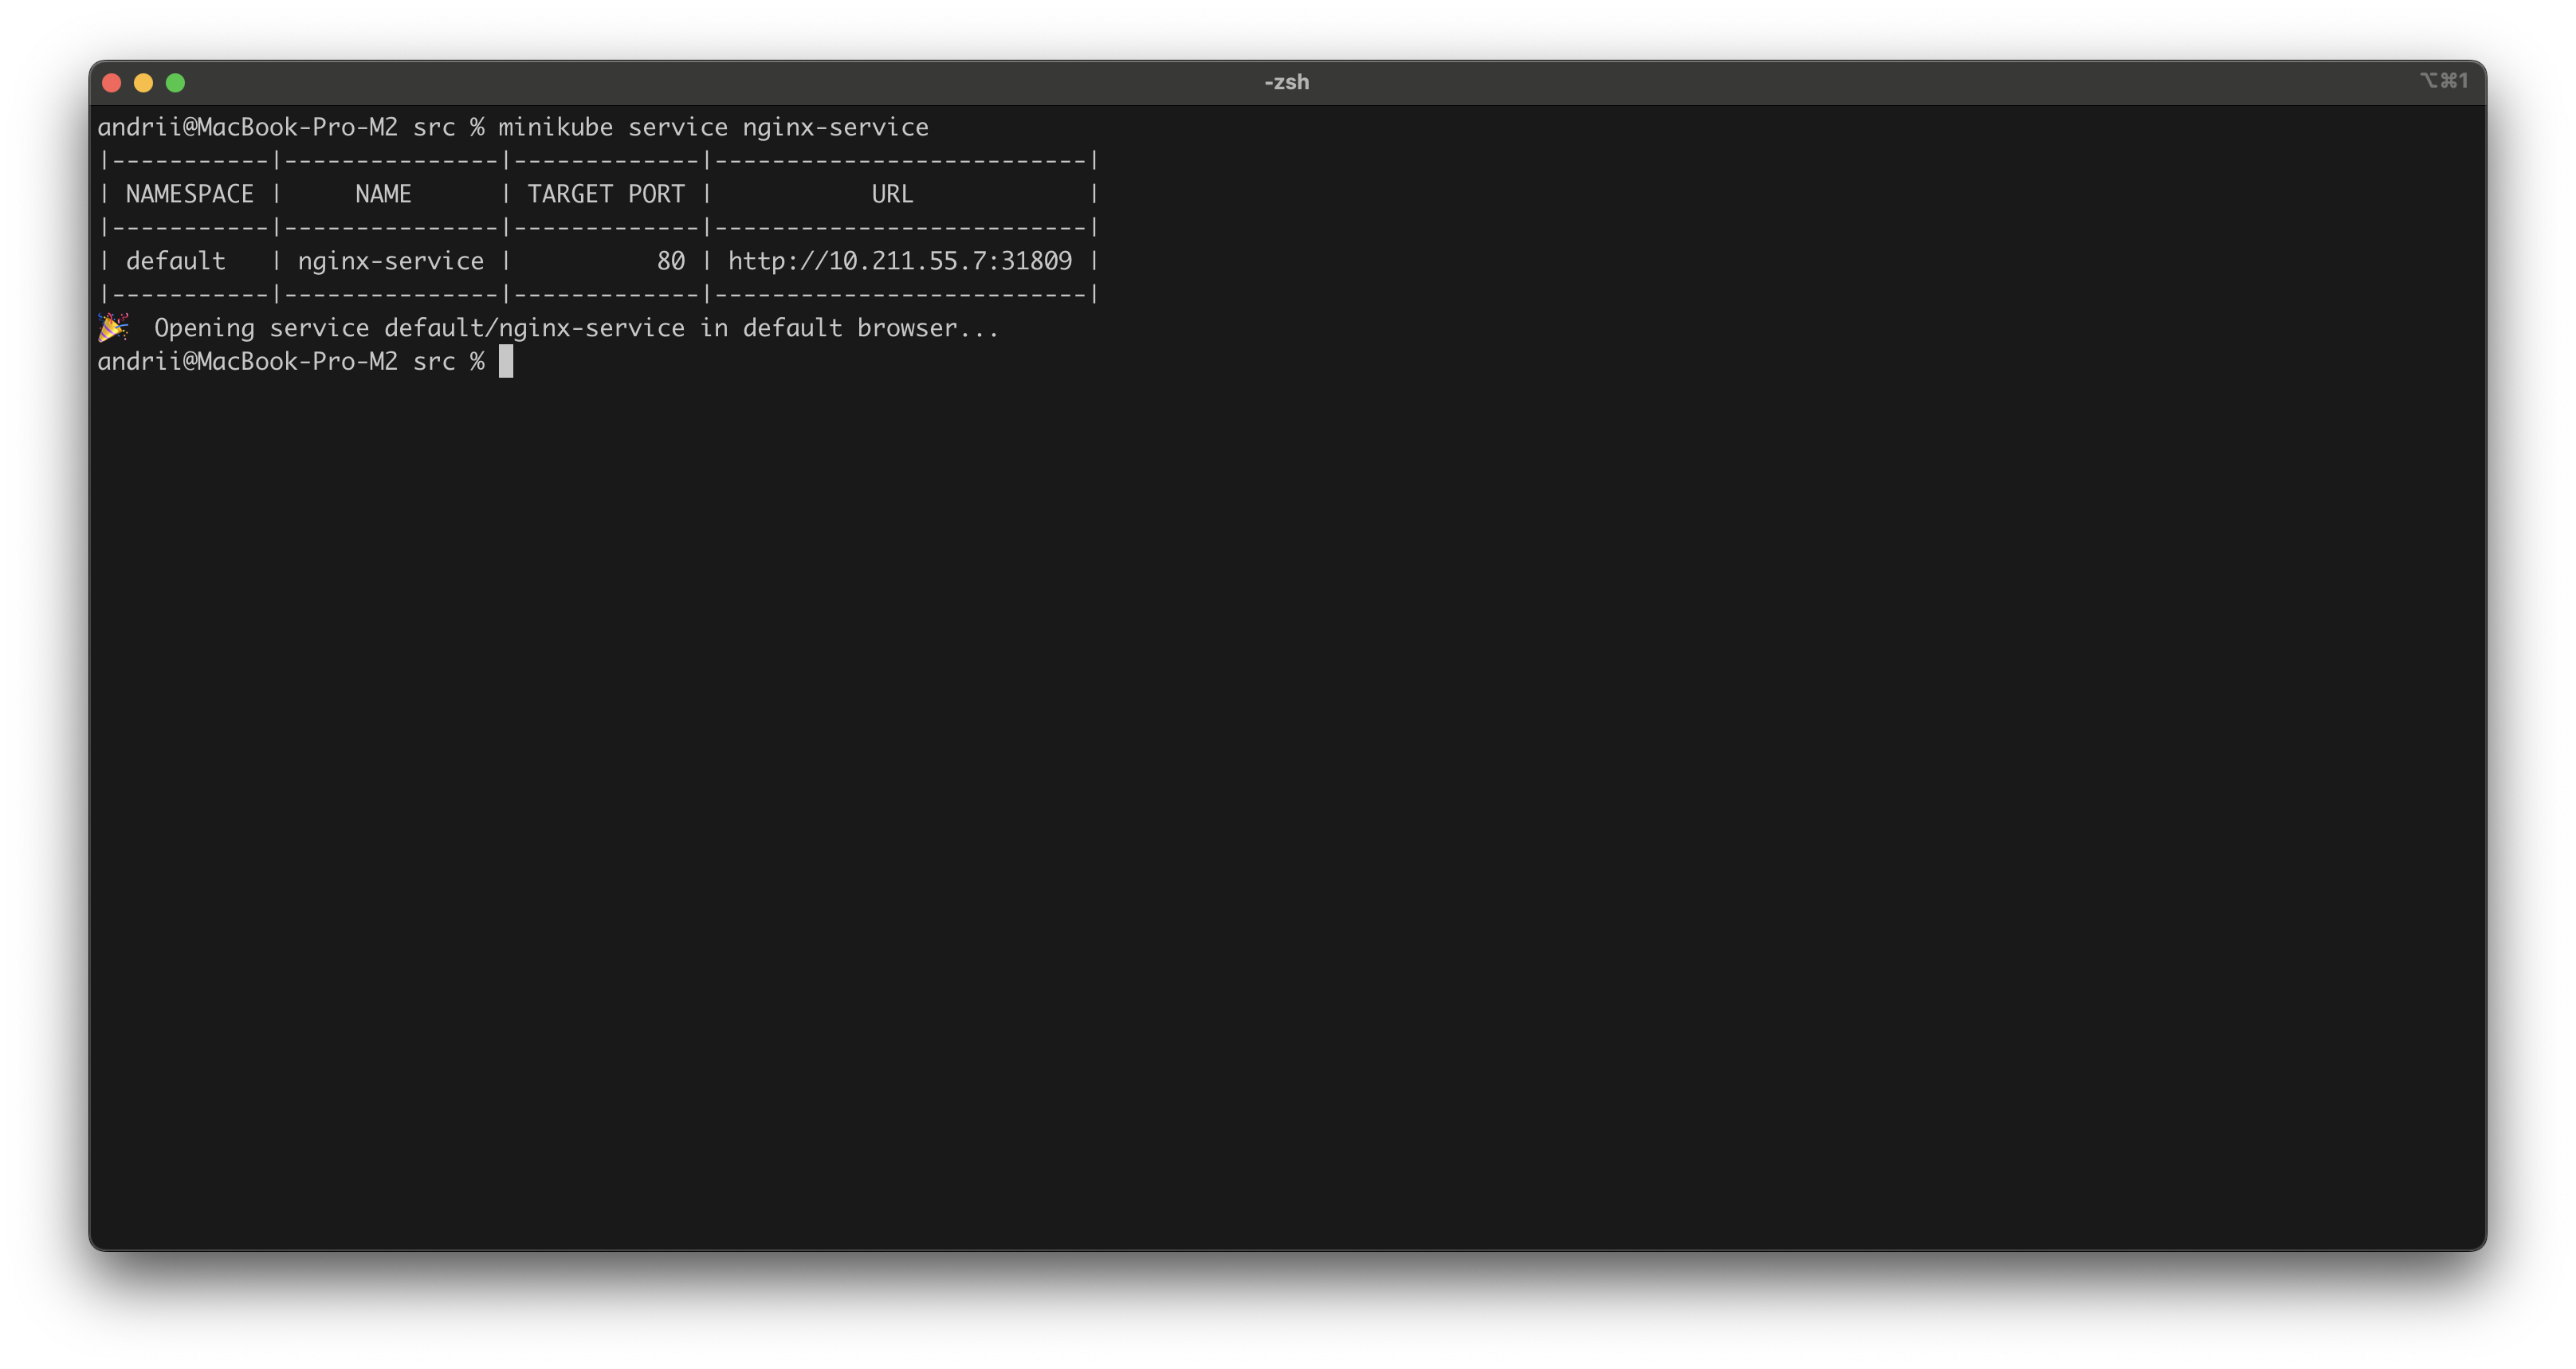 -zsh
⌥⌘1
andrii@MacBook-Pro-M2 src % minikube service nginx-service
|-----------|---------------|-------------|--------------------------|
| NAMESPACE |     NAME      | TARGET PORT |           URL            |
|-----------|---------------|-------------|--------------------------|
| default   | nginx-service |          80 | http://10.211.55.7:31809 |
|-----------|---------------|-------------|--------------------------|
🎉  Opening service default/nginx-service in default browser...
andrii@MacBook-Pro-M2 src %